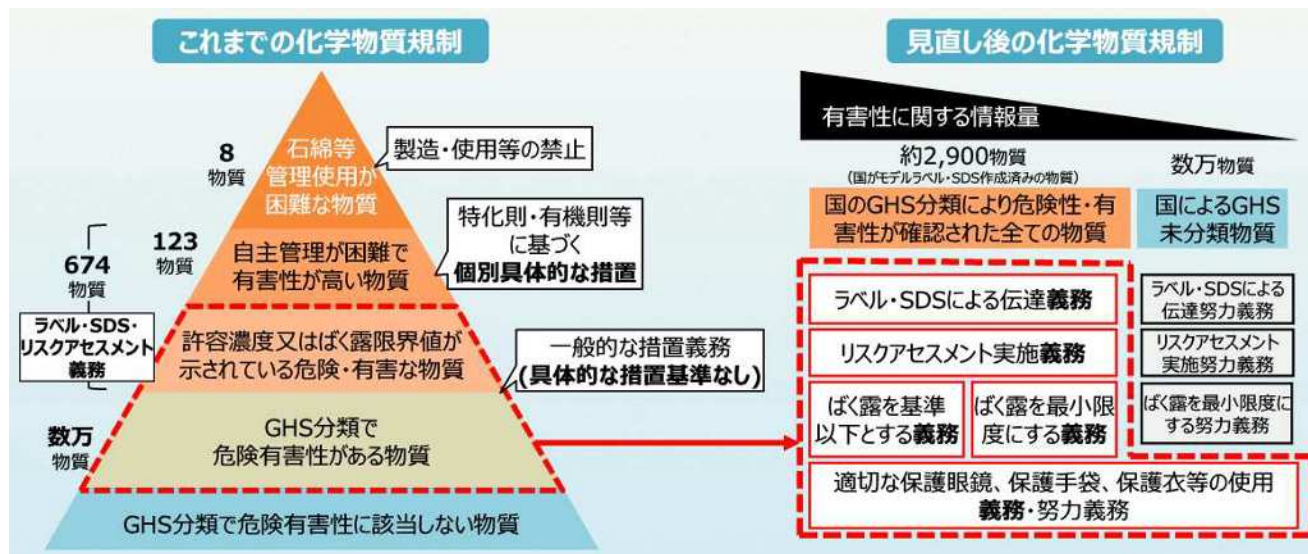 これまでの化学物質規制
8
物質
石綿等
管理使用が
困難な物質
製造・使用等の禁止
123
物質
自主管理が困難で
有害性が高い物質
特化則・有機則等
に基づく
個別具体的な措置
674
物質
ラベル・SDS・
リスクアセスメント
義務
許容濃度又はばく露限界値が
示されている危険・有害な物質
一般的な措置義務
(具体的な措置基準なし)
数万
物質
GHS分類で
危険有害性がある物質
GHS分類で危険有害性に該当しない物質
見直し後の化学物質規制
有害性に関する情報量
約2,900物質
(国がモデルラベル・SDS作成済みの物質)
数万物質
国のGHS分類により危険性・有
害性が確認された全ての物質
国によるGHS
未分類物質
ラベル・SDSによる伝達義務
ラベル・SDSによる
伝達努力義務
リスクアセスメント実施義務
リスクアセスメント
実施努力義務
ばく露を基準
以下とする義務
ばく露を最小限
度にする義務
ばく露を最小限度に
する努力義務
適切な保護眼鏡、保護手袋、保護衣等の使用
義務・努力義務